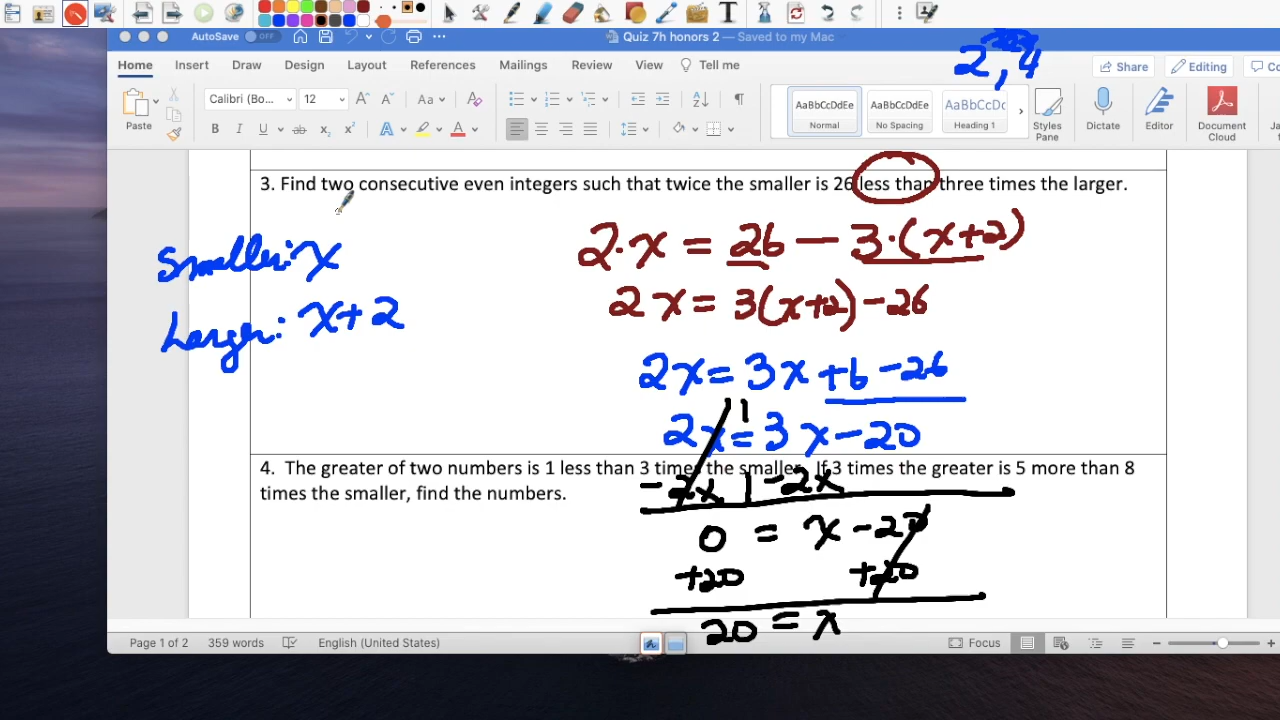 AutoSave OFF Quiz 7h honors 2 — Saved to my Mac
2, 4
Home Insert Draw Design Layout References Mailings Review View Tell me Share Editing Co
Paste Calibri (Bo... 12 Aa AaBbCcDdEe AaBbCcDdEe AaBbCcDc
Normal No Spacing Heading 1 Styles Pane Dictate Editor Document Cloud
3. Find two consecutive even integers such that twice the smaller is 26 less than three times the larger.
Smaller: x
Larger: x+2
2·x = 26 — 3·(x+2)
2x = 3(x+2) -26
2x = 3x +6 -26
2x = 3x -20
4. The greater of two numbers is 1 less than 3 times the smaller. If 3 times the greater is 5 more than 8
times the smaller, find the numbers.
-2x -2x
0 = x -20
+20 +20
20 = x
Page 1 of 2 359 words English (United States) Focus